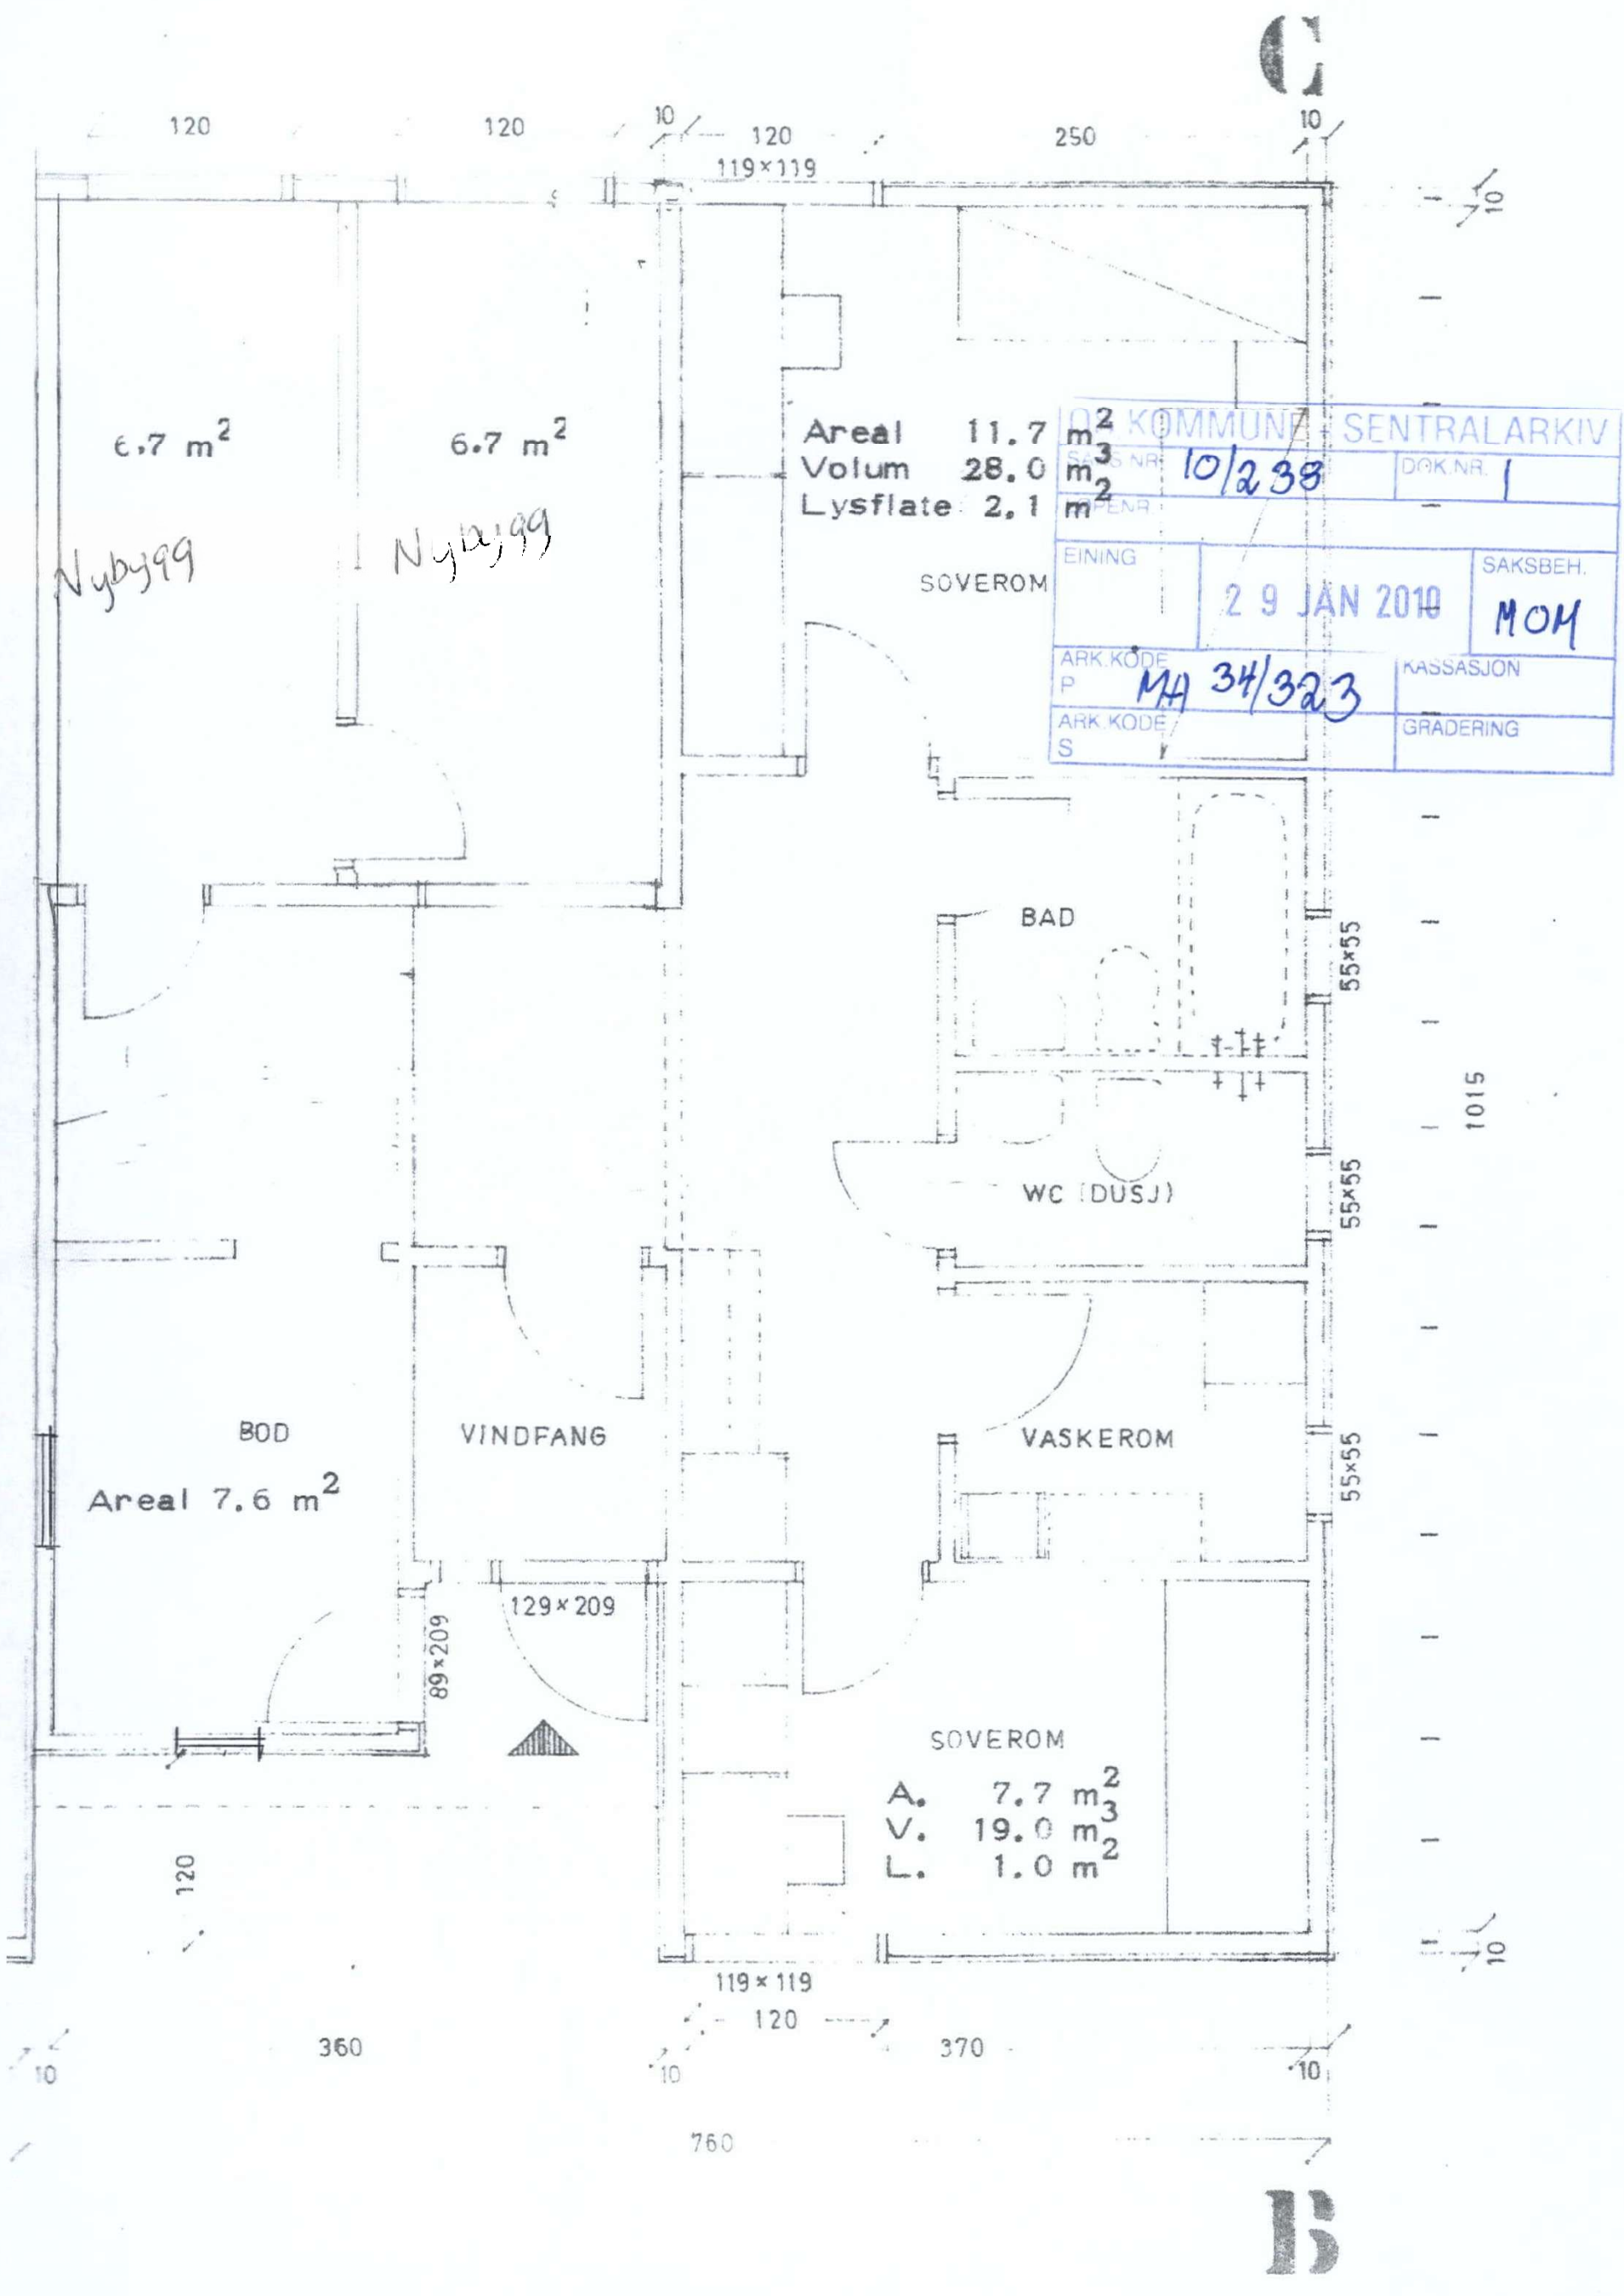 C
120
120
10
120
250
10
119×119
10
6.7 m²
6.7 m²
Areal 11.7 m²
Volum 28.0 m³
Lysflate 2.1 m²
KOMMUNE - SENTRALARKIV
SAKS NR. 10/238
DOK.NR. 1
EINING
29 JAN 2010
SAKSBEH.
MOM
ARK.KODE
P
MA 34/323
KASSASJON
ARK.KODE
S
GRADERING
Nybygg
Nybygg
SOVEROM
BAD
55×55
1015
WC (DUSJ)
55×55
BOD
VINDFANG
VASKEROM
55×55
Areal 7.6 m²
129×209
89×209
SOVEROM
A. 7.7 m²
V. 19.0 m³
L. 1.0 m²
120
10
119×119
120
360
370
10
10
10
760
B